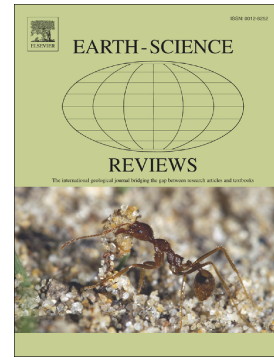 ISSN: 0012-8252
ELSEVIER
EARTH-SCIENCE
REVIEWS
The international geological journal bridging the gap between research articles and textbooks